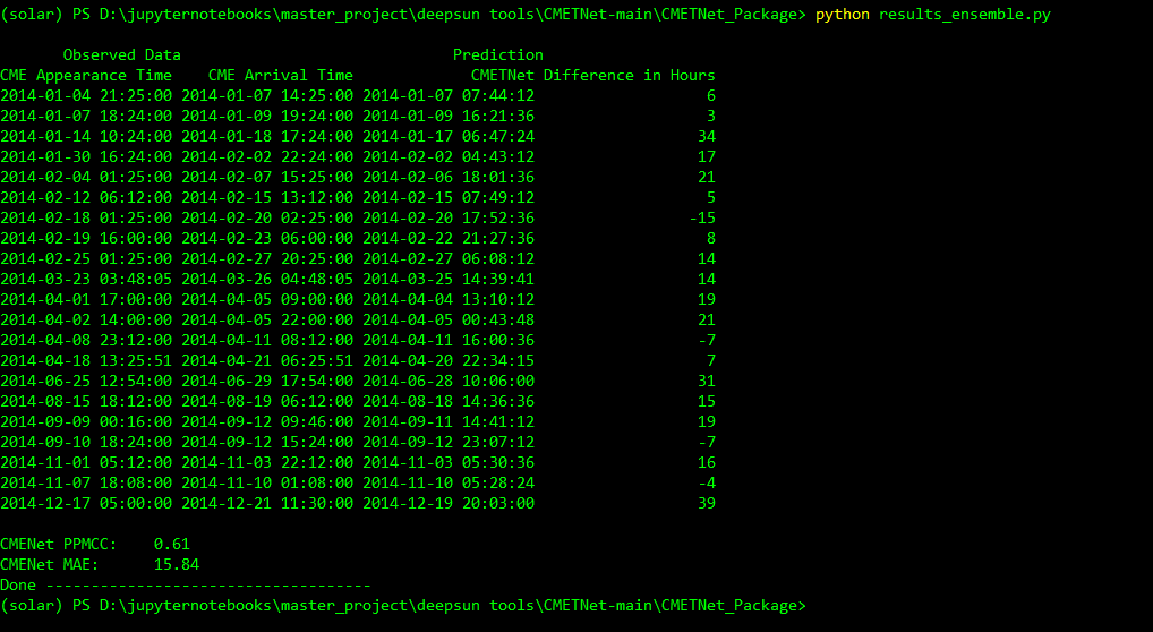 (solar) PS D:\jupyternotebooks\master_project\deepsun tools\CMETNet-main\CMETNet_Package> python results_ensemble.py
Observed Data Prediction
CME Appearance Time CME Arrival Time CMETNet Difference in Hours
2014-01-04 21:25:00 2014-01-07 14:25:00 2014-01-07 07:44:12 6
2014-01-07 18:24:00 2014-01-09 19:24:00 2014-01-09 16:21:36 3
2014-01-14 10:24:00 2014-01-18 17:24:00 2014-01-17 06:47:24 34
2014-01-30 16:24:00 2014-02-02 22:24:00 2014-02-02 04:43:12 17
2014-02-04 01:25:00 2014-02-07 15:25:00 2014-02-06 18:01:36 21
2014-02-12 06:12:00 2014-02-15 13:12:00 2014-02-15 07:49:12 5
2014-02-18 01:25:00 2014-02-20 02:25:00 2014-02-20 17:52:36 -15
2014-02-19 16:00:00 2014-02-23 06:00:00 2014-02-22 21:27:36 8
2014-02-25 01:25:00 2014-02-27 20:25:00 2014-02-27 06:08:12 14
2014-03-23 03:48:05 2014-03-26 04:48:05 2014-03-25 14:39:41 14
2014-04-01 17:00:00 2014-04-05 09:00:00 2014-04-04 13:10:12 19
2014-04-02 14:00:00 2014-04-05 22:00:00 2014-04-05 00:43:48 21
2014-04-08 23:12:00 2014-04-11 08:12:00 2014-04-11 16:00:36 -7
2014-04-18 13:25:51 2014-04-21 06:25:51 2014-04-20 22:34:15 7
2014-06-25 12:54:00 2014-06-29 17:54:00 2014-06-28 10:06:00 31
2014-08-15 18:12:00 2014-08-19 06:12:00 2014-08-18 14:36:36 15
2014-09-09 00:16:00 2014-09-12 09:46:00 2014-09-11 14:41:12 19
2014-09-10 18:24:00 2014-09-12 15:24:00 2014-09-12 23:07:12 -7
2014-11-01 05:12:00 2014-11-03 22:12:00 2014-11-03 05:30:36 16
2014-11-07 18:08:00 2014-11-10 01:08:00 2014-11-10 05:28:24 -4
2014-12-17 05:00:00 2014-12-21 11:30:00 2014-12-19 20:03:00 39
CMENet PPMCC: 0.61
CMENet MAE: 15.84
Done ------------------------------------
(solar) PS D:\jupyternotebooks\master_project\deepsun tools\CMETNet-main\CMETNet_Package>